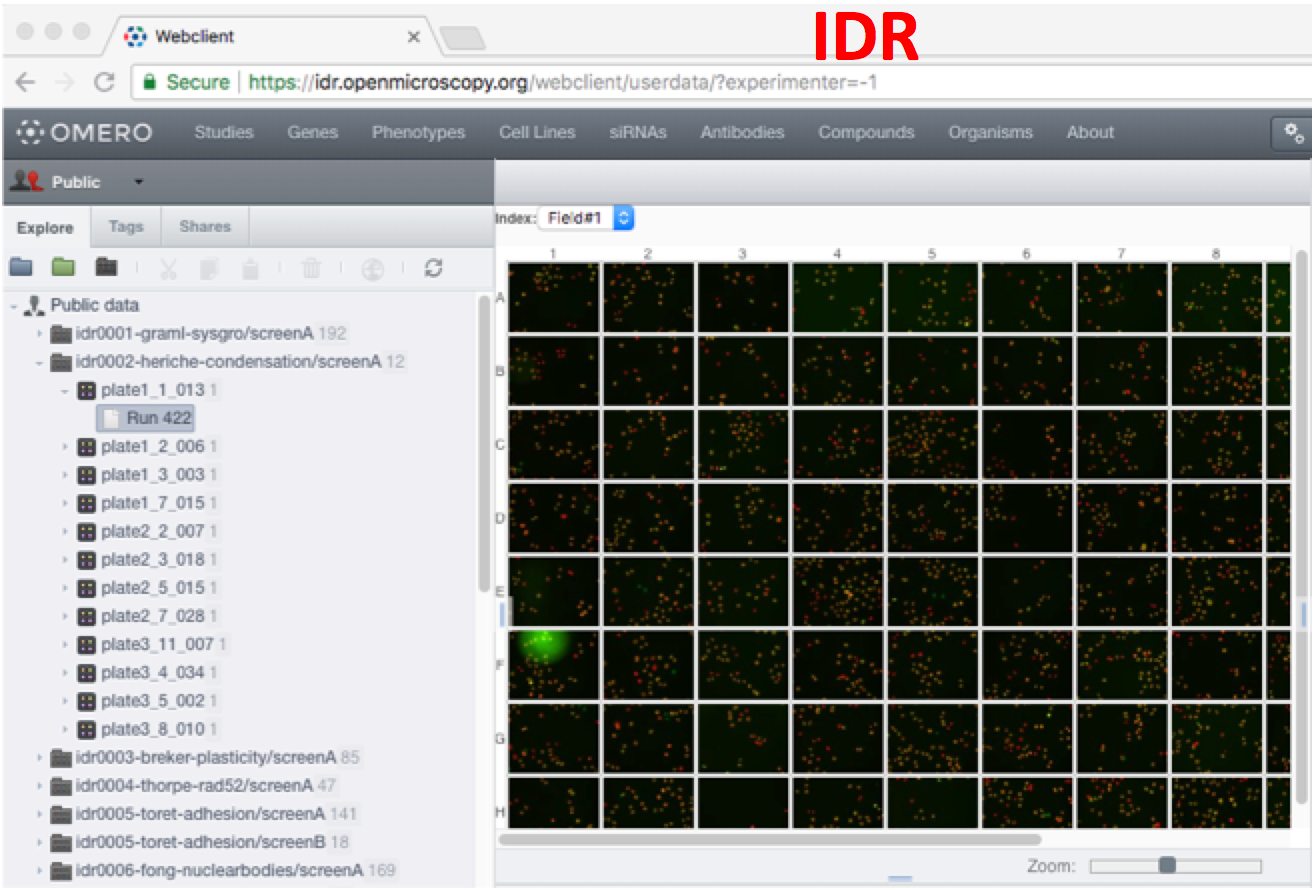 IDR
Webclient
Secure | https://idr.openmicroscopy.org/webclient/userdata/?experimenter=-1
OMERO Studies Genes Phenotypes Cell Lines siRNAs Antibodies Compounds Organisms About
Public
Explore Tags Shares
Index: Field#1
1 2 3 4 5 6 7 8
Public data
idr0001-graml-sysgro/screenA 192
idr0002-heriche-condensation/screenA 12
plate1_1_013 1
Run 422
plate1_2_006 1
plate1_3_003 1
plate1_7_015 1
plate2_2_007 1
plate2_3_018 1
plate2_5_015 1
plate2_7_028 1
plate3_11_007 1
plate3_4_034 1
plate3_5_002 1
plate3_8_010 1
idr0003-breker-plasticity/screenA 85
idr0004-thorpe-rad52/screenA 47
idr0005-toret-adhesion/screenA 141
idr0005-toret-adhesion/screenB 18
idr0006-fong-nuclearbodies/screenA 169
A
B
C
D
E
F
G
H
Zoom: